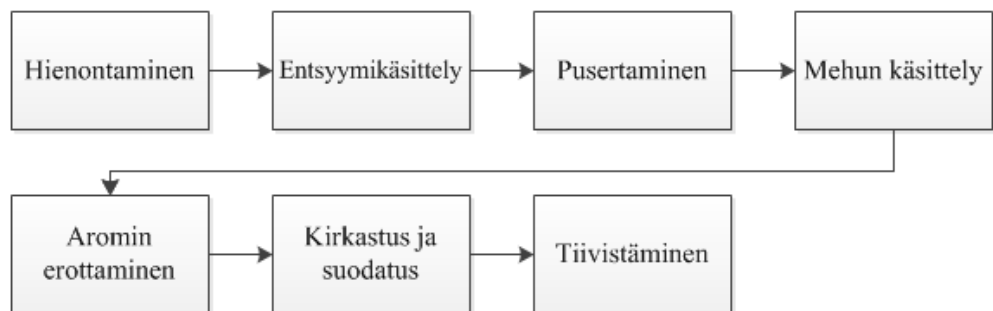 Hienontaminen
Entsyymikäsittely
Pusertaminen
Mehun käsittely
Aromin
erottaminen
Kirkastus ja
suodatus
Tiivistäminen